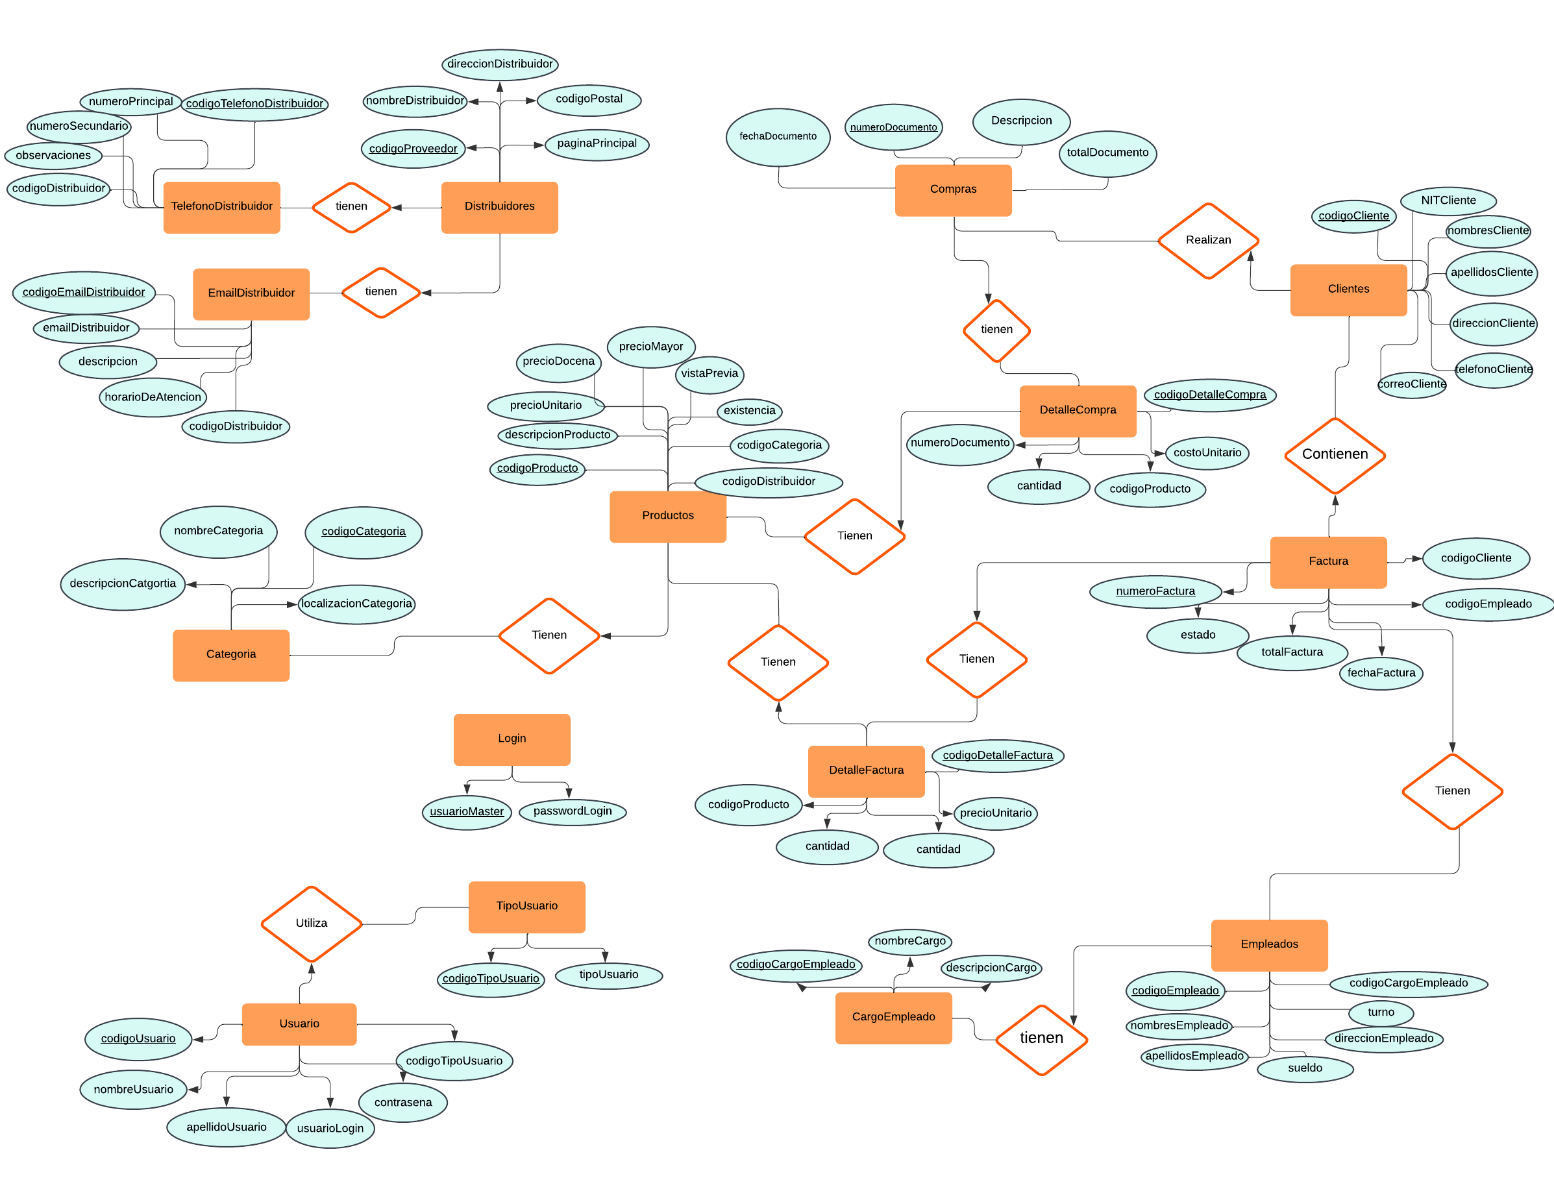 direccionDistribuidor
nombreDistribuidor
codigoPostal
codigoProveedor
paginaPrincipal
numeroPrincipal
codigoTelefonoDistribuidor
numeroSecundario
observaciones
codigoDistribuidor
TelefonoDistribuidor
tienen
Distribuidores
EmailDistribuidor
tienen
codigoEmailDistribuidor
emailDistribuidor
descripcion
horarioDeAtencion
codigoDistribuidor
fechaDocumento
numeroDocumento
Descripcion
totalDocumento
Compras
Realizan
codigoCliente
NITCliente
nombresCliente
apellidosCliente
direccionCliente
telefonoCliente
correoCliente
Clientes
tienen
DetalleCompra
codigoDetalleCompra
numeroDocumento
costoUnitario
cantidad
codigoProducto
precioDocena
precioMayor
vistaPrevia
precioUnitario
existencia
descripcionProducto
codigoCategoria
codigoProducto
codigoDistribuidor
Productos
Tienen
Contienen
Factura
codigoCliente
numeroFactura
codigoEmpleado
estado
totalFactura
fechaFactura
nombreCategoria
codigoCategoria
descripcionCatgortia
localizacionCategoria
Categoria
Tienen
Tienen
Tienen
Login
usuarioMaster
passwordLogin
DetalleFactura
codigoDetalleFactura
codigoProducto
precioUnitario
cantidad
cantidad
Tienen
Utiliza
TipoUsuario
codigoTipoUsuario
tipoUsuario
Usuario
codigoUsuario
codigoTipoUsuario
nombreUsuario
contrasena
apellidoUsuario
usuarioLogin
nombreCargo
codigoCargoEmpleado
descripcionCargo
CargoEmpleado
tienen
Empleados
codigoEmpleado
codigoCargoEmpleado
turno
nombresEmpleado
direccionEmpleado
apellidosEmpleado
sueldo